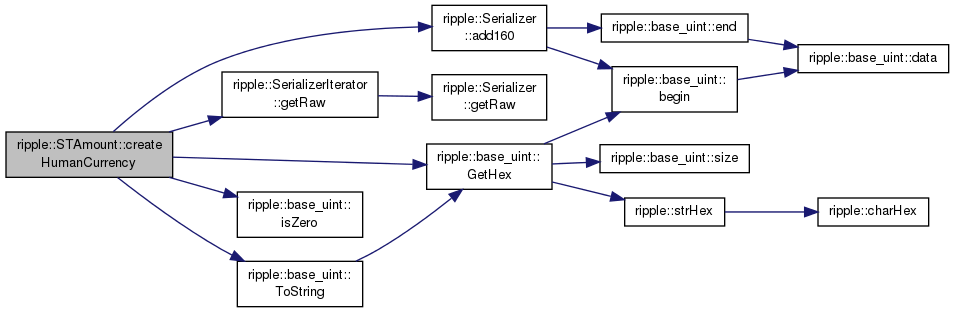 ripple::STAmount::create
HumanCurrency
ripple::Serializer
::add160
ripple::SerializerIterator
::getRaw
ripple::base_uint::
GetHex
ripple::base_uint::
isZero
ripple::base_uint::
ToString
ripple::Serializer
::getRaw
ripple::base_uint::end
ripple::base_uint::
begin
ripple::base_uint::size
ripple::strHex
ripple::base_uint::data
ripple::charHex